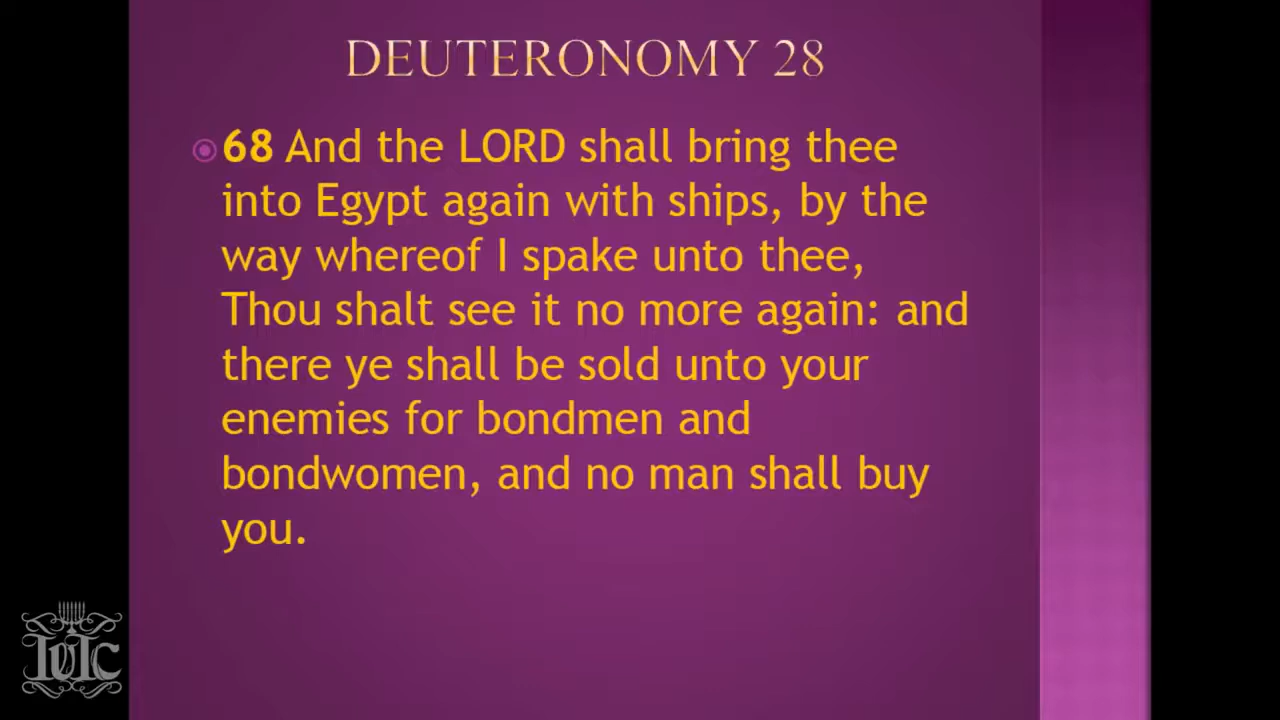 DEUTERONOMY 28
68 And the LORD shall bring thee
into Egypt again with ships, by the
way whereof I spake unto thee,
Thou shalt see it no more again: and
there ye shall be sold unto your
enemies for bondmen and
bondwomen, and no man shall buy
you.
IUIC